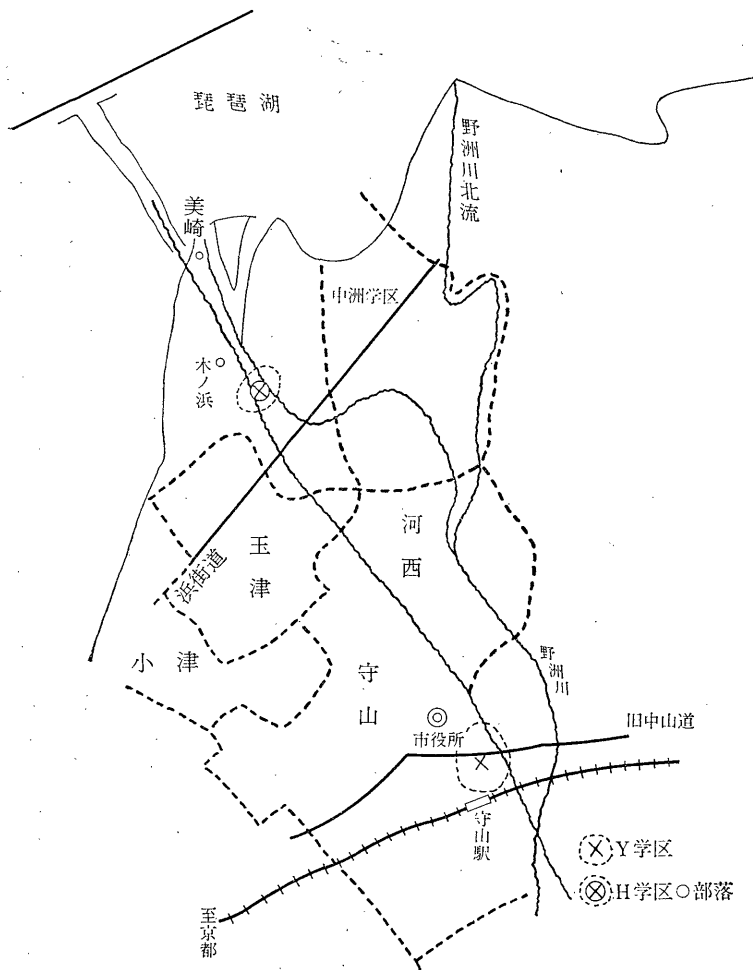 琵琶湖
野洲川北流
美崎
中洲学区
木ノ浜
河西
玉津
浜街道
小津
守山
野洲川
市役所
旧中山道
守山駅
Y学区
H学区○部落
至京都